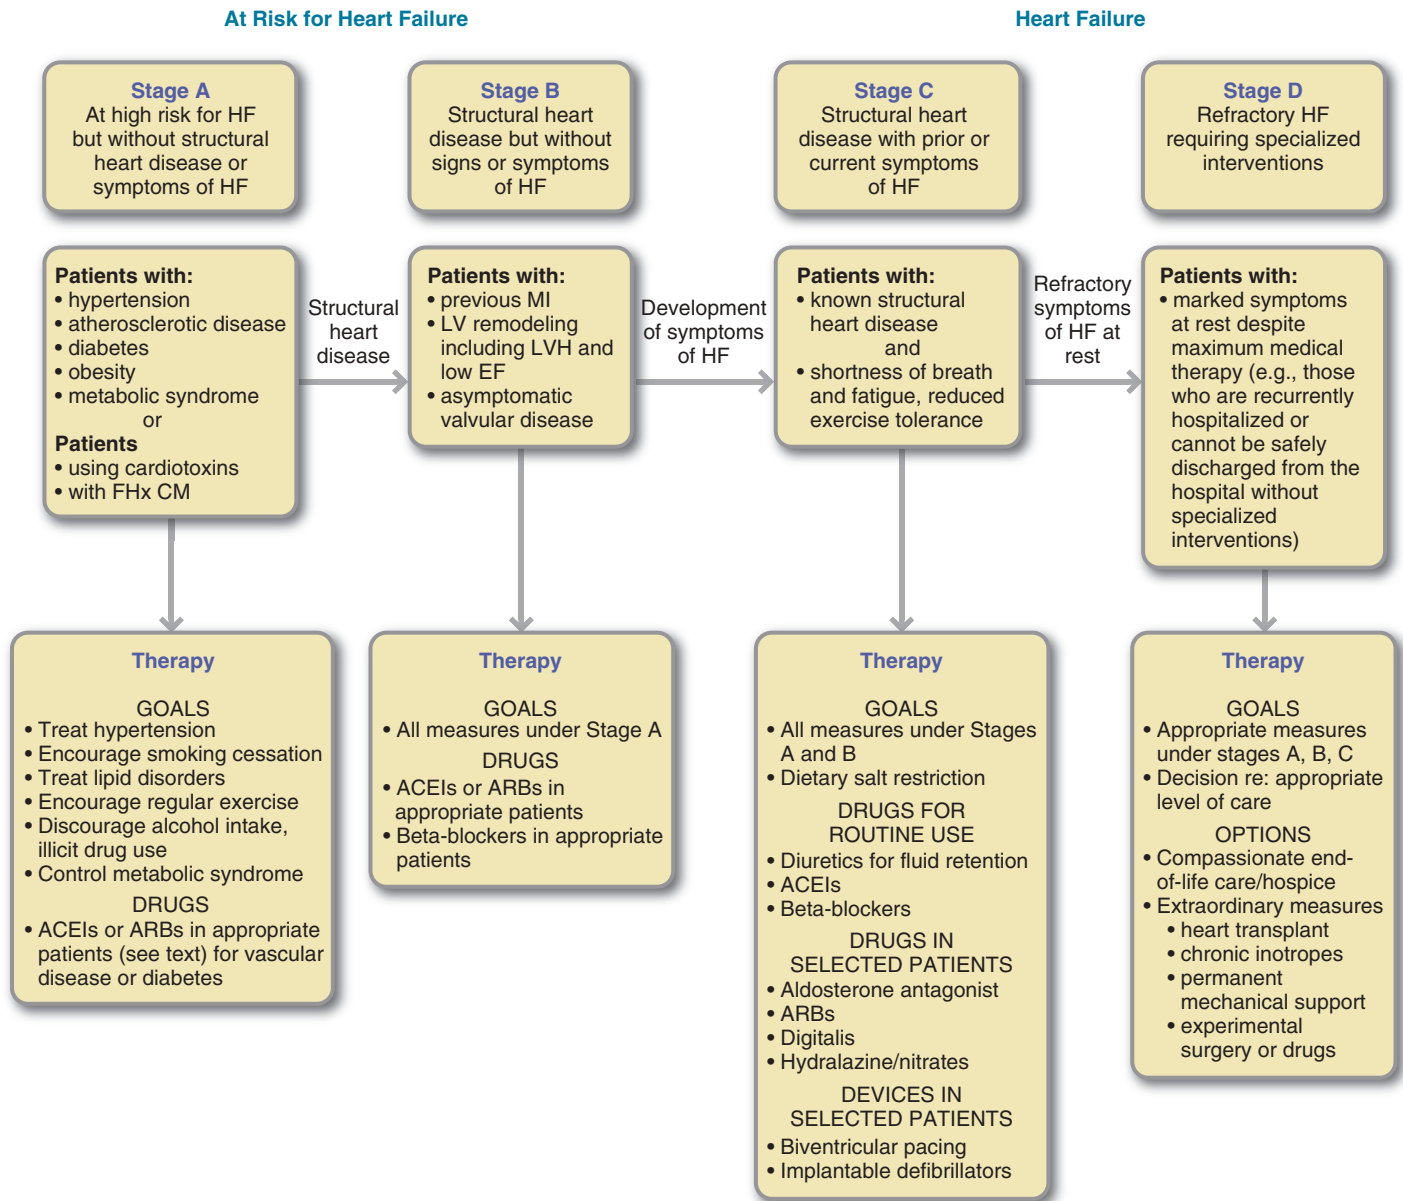 At Risk for Heart Failure
Heart Failure
Stage A
At high risk for HF
but without structural
heart disease or
symptoms of HF
Stage B
Structural heart
disease but without
signs or symptoms
of HF
Stage C
Structural heart
disease with prior or
current symptoms
of HF
Stage D
Refractory HF
requiring specialized
interventions
Patients with:
• hypertension
• atherosclerotic disease
• diabetes
• obesity
• metabolic syndrome
or
Patients
• using cardiotoxins
• with FHx CM
Structural
heart
disease
Patients with:
• previous MI
• LV remodeling
including LVH and
low EF
• asymptomatic
valvular disease
Development
of symptoms
of HF
Patients with:
• known structural
heart disease
and
• shortness of breath
and fatigue, reduced
exercise tolerance
Refractory
symptoms
of HF at
rest
Patients with:
• marked symptoms
at rest despite
maximum medical
therapy (e.g., those
who are recurrently
hospitalized or
cannot be safely
discharged from the
hospital without
specialized
interventions)
Therapy
GOALS
• Treat hypertension
• Encourage smoking cessation
• Treat lipid disorders
• Encourage regular exercise
• Discourage alcohol intake,
illicit drug use
• Control metabolic syndrome
DRUGS
• ACEIs or ARBs in appropriate
patients (see text) for vascular
disease or diabetes
Therapy
GOALS
• All measures under Stage A
DRUGS
• ACEIs or ARBs in
appropriate patients
• Beta-blockers in appropriate
patients
Therapy
GOALS
• All measures under Stages
A and B
• Dietary salt restriction
DRUGS FOR
ROUTINE USE
• Diuretics for fluid retention
• ACEIs
• Beta-blockers
DRUGS IN
SELECTED PATIENTS
• Aldosterone antagonist
• ARBs
• Digitalis
• Hydralazine/nitrates
DEVICES IN
SELECTED PATIENTS
• Biventricular pacing
• Implantable defibrillators
Therapy
GOALS
• Appropriate measures
under stages A, B, C
• Decision re: appropriate
level of care
OPTIONS
• Compassionate end-
of-life care/hospice
• Extraordinary measures
• heart transplant
• chronic inotropes
• permanent
mechanical support
• experimental
surgery or drugs